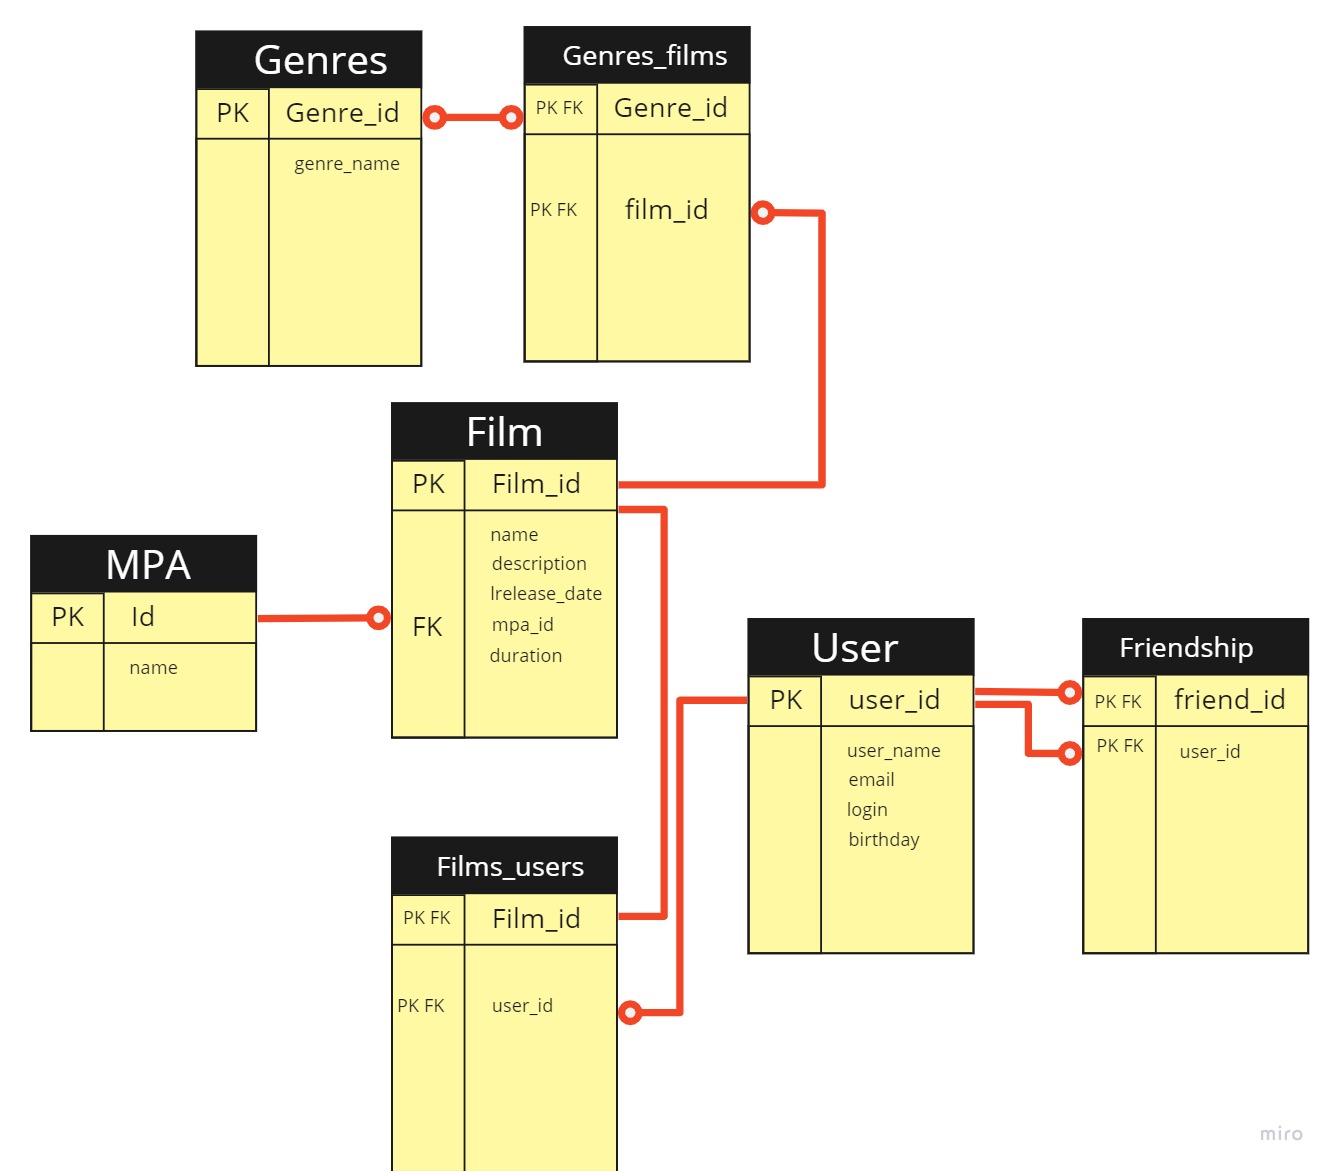 Genres
PK Genre_id
genre_name
Genres_films
PK FK Genre_id
PK FK film_id
Film
PK Film_id
name
description
lrelease_date
FK mpa_id
duration
MPA
PK Id
name
User
PK user_id
user_name
email
login
birthday
Friendship
PK FK friend_id
PK FK user_id
Films_users
PK FK Film_id
PK FK user_id
miro